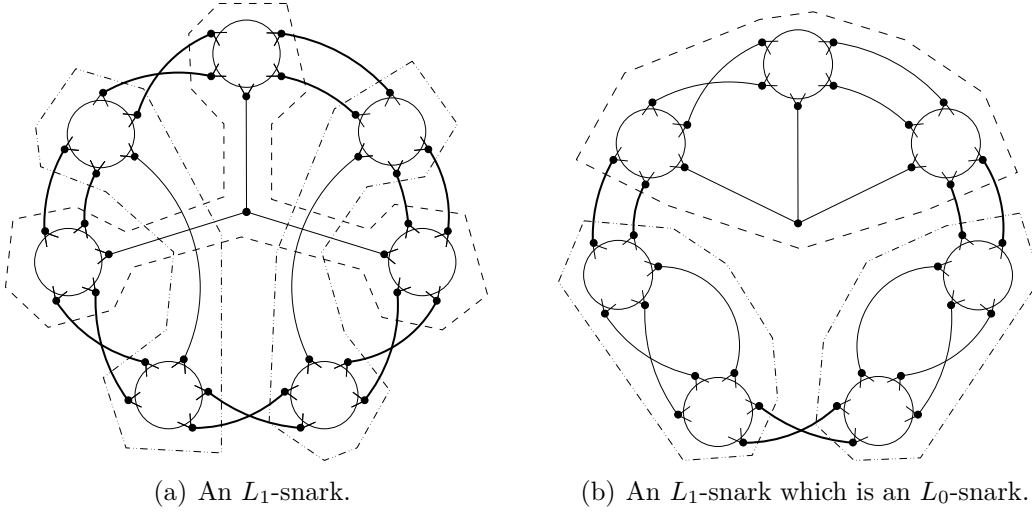 (a) An L₁-snark.
(b) An L₁-snark which is an L₀-snark.